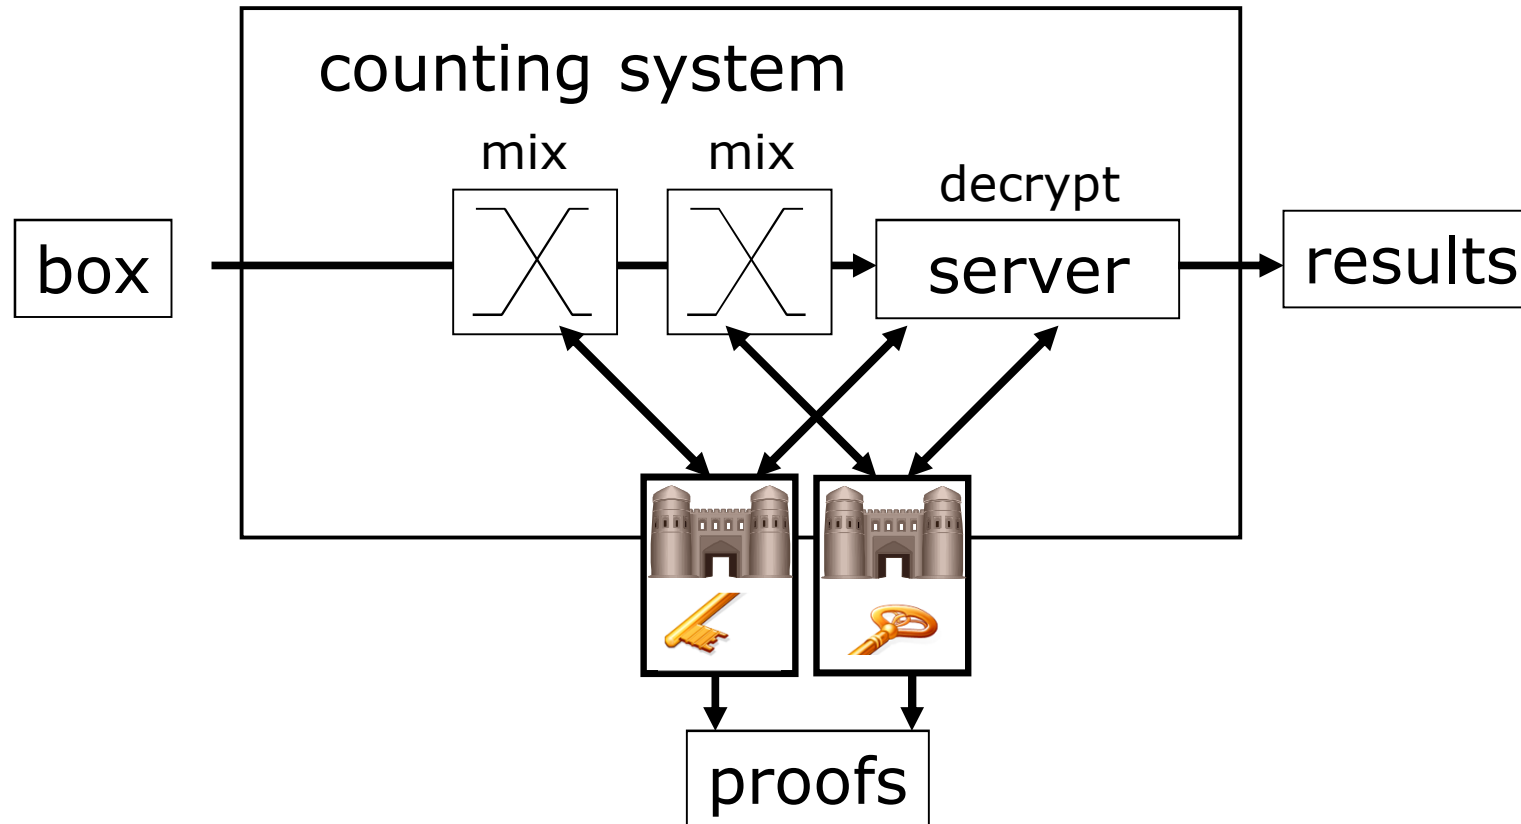 counting system
mix
mix
decrypt
box
server
results
proofs